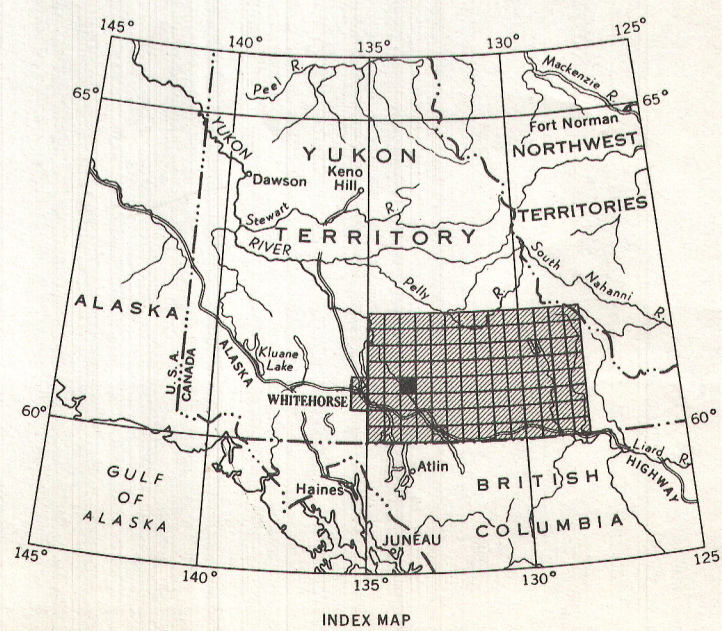 145°
140°
135°
130°
125°
Peel R.
Mackenzie R.
65°
65°
Fort Norman
YUKON
YUKON
NORTHWEST
Keno
Hill
Dawson
Stewart R.
TERRITORIES
TERRITORY
RIVER
South Nahanni R.
Pelly R.
ALASKA
Kluane
Lake
ALASKA
U.S.A.
CANADA
WHITEHORSE
60°
60°
Liard R.
HIGHWAY
Atlin
BRITISH
GULF
OF
ALASKA
Haines
COLUMBIA
JUNEAU
145°
140°
135°
130°
125
INDEX MAP